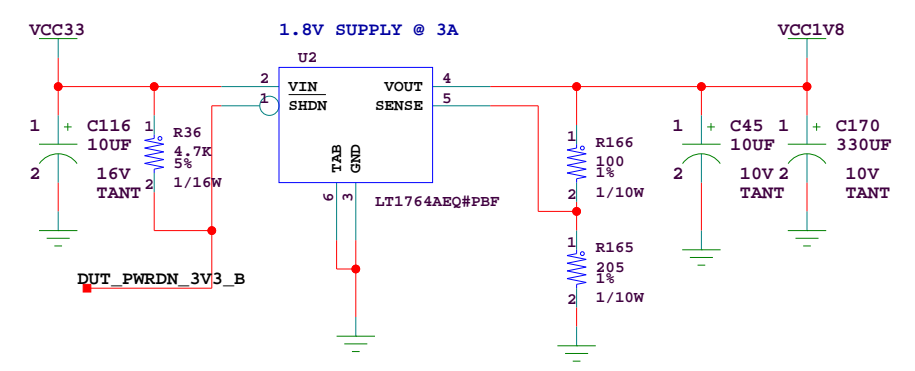 VCC33
1.8V SUPPLY @ 3A
VCC1V8
U2
2
VIN
VOUT
4
1
SHDN
SENSE
5
TAB
GND
6
3
LT1764AEQ#PBF
1
+
C116
10UF
2
16V
TANT
1
R36
4.7K
5%
2
1/16W
1
R166
100
1%
2
1/10W
1
+
C45
10UF
2
10V
TANT
1
+
C170
330UF
2
10V
TANT
1
R165
205
1%
2
1/10W
DUT_PWRDN_3V3_B